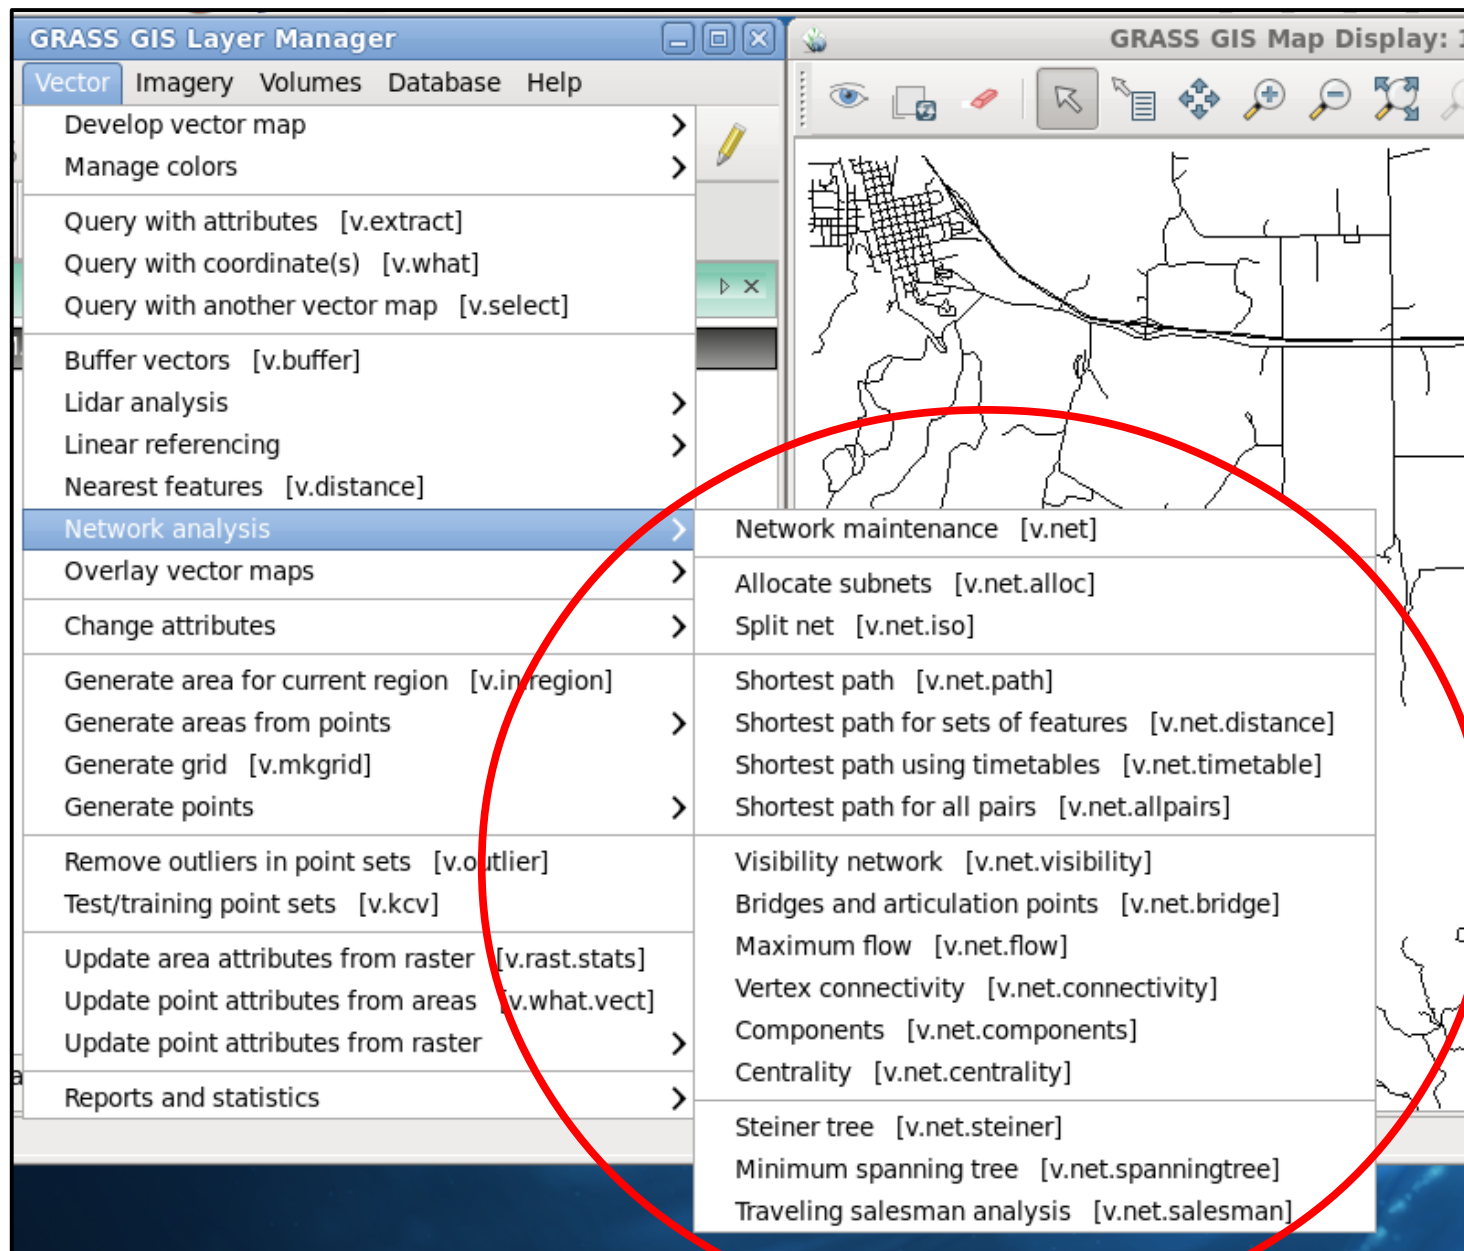 GRASS GIS Layer Manager
GRASS GIS Map Display:
Vector Imagery Volumes Database Help
Develop vector map
Manage colors
Query with attributes [v.extract]
Query with coordinate(s) [v.what]
Query with another vector map [v.select]
Buffer vectors [v.buffer]
Lidar analysis
Linear referencing
Nearest features [v.distance]
Network analysis
Overlay vector maps
Change attributes
Generate area for current region [v.in.region]
Generate areas from points
Generate grid [v.mkgrid]
Generate points
Remove outliers in point sets [v.outlier]
Test/training point sets [v.kcv]
Update area attributes from raster [v.rast.stats]
Update point attributes from areas [v.what.vect]
Update point attributes from raster
Reports and statistics
Network maintenance [v.net]
Allocate subnets [v.net.alloc]
Split net [v.net.iso]
Shortest path [v.net.path]
Shortest path for sets of features [v.net.distance]
Shortest path using timetables [v.net.timetable]
Shortest path for all pairs [v.net.allpairs]
Visibility network [v.net.visibility]
Bridges and articulation points [v.net.bridge]
Maximum flow [v.net.flow]
Vertex connectivity [v.net.connectivity]
Components [v.net.components]
Centrality [v.net.centrality]
Steiner tree [v.net.steiner]
Minimum spanning tree [v.net.spanningtree]
Traveling salesman analysis [v.net.salesman]